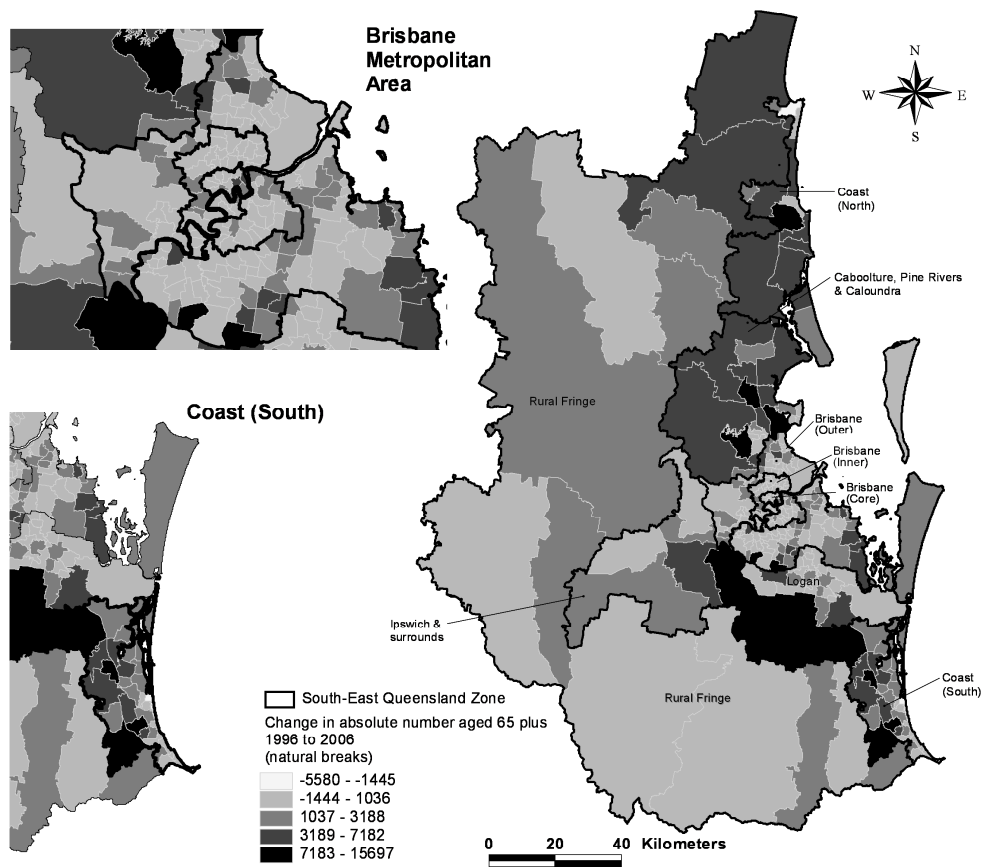 Brisbane
Metropolitan
Area
N
W
E
S
Coast
(North)
Caboolture, Pine Rivers
& Caloundra
Rural Fringe
Coast (South)
Brisbane
(Outer)
Brisbane
(Inner)
Brisbane
(Core)
Logan
Ipswich &
surrounds
Rural Fringe
Coast
(South)
South-East Queensland Zone
Change in absolute number aged 65 plus
1996 to 2006
(natural breaks)
-5580 - -1445
-1444 - 1036
1037 - 3188
3189 - 7182
7183 - 15697
0 20 40 Kilometers